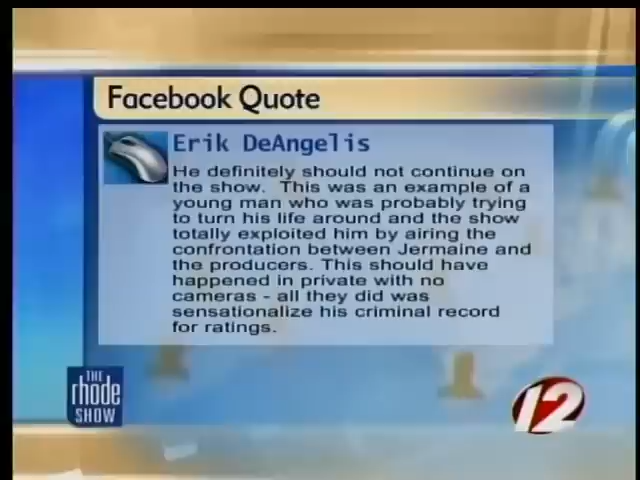 Facebook Quote
Erik DeAngelis
He definitely should not continue on
the show. This was an example of a
young man who was probably trying
to turn his life around and the show
totally exploited him by airing the
confrontation between Jermaine and
the producers. This should have
happened in private with no
cameras - all they did was
sensationalize his criminal record
for ratings.
THE
rhode
SHOW
12